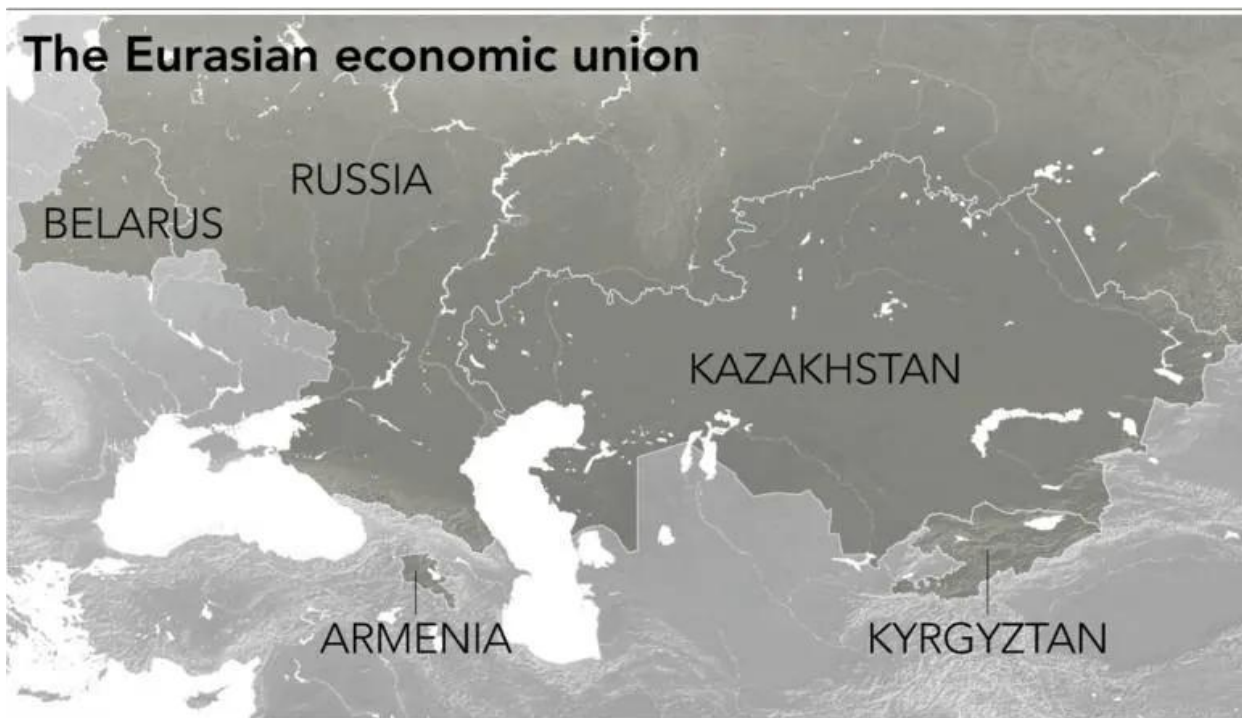 The Eurasian economic union
RUSSIA
BELARUS
KAZAKHSTAN
ARMENIA
KYRGYZTAN